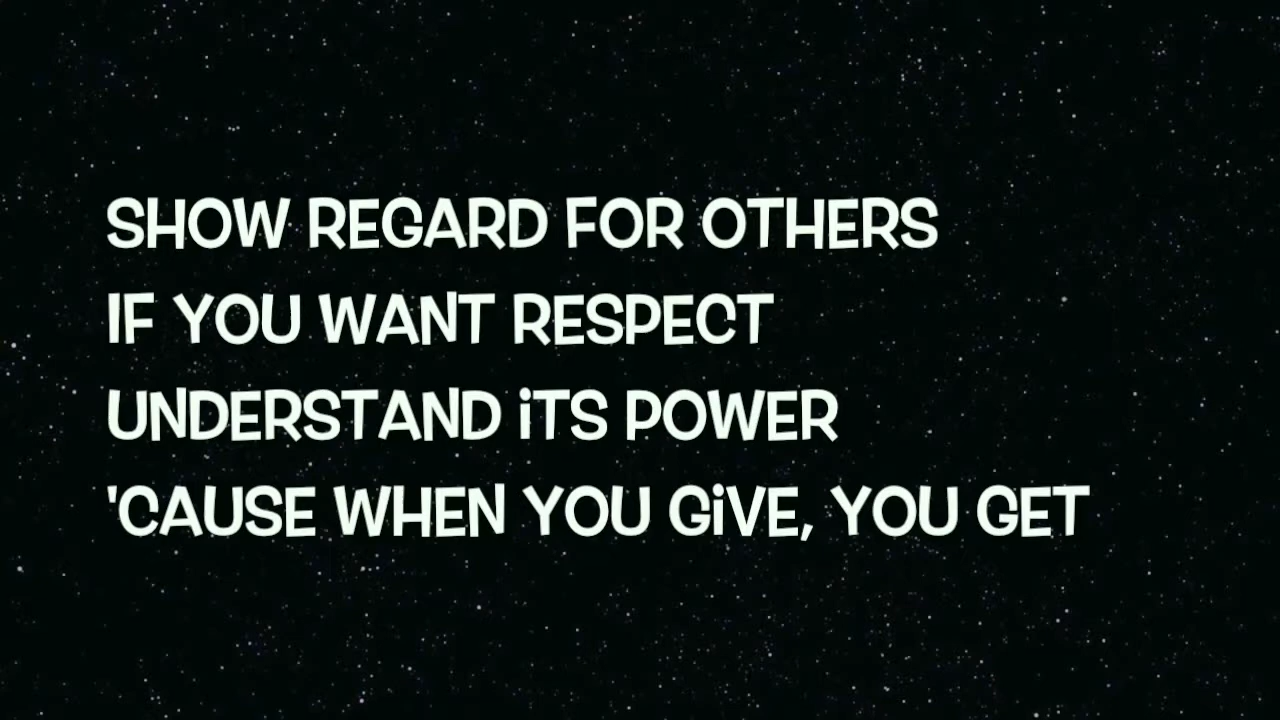 SHOW REGARD FOR OTHERS
IF YOU WANT RESPECT
UNDERSTAND iTS POWER
'CAUSE WHEN YOU GiVE, YOU GET